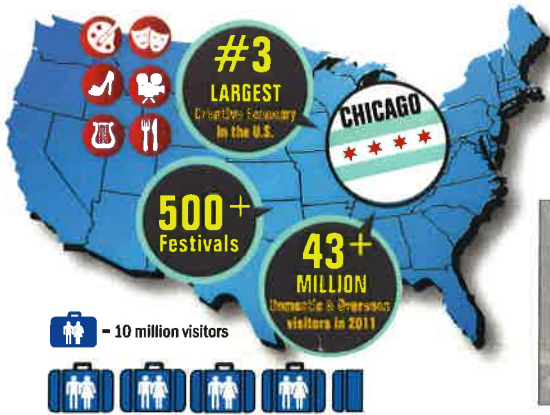 #3
LARGEST
Creative Economy
in the U.S.
CHICAGO
500+
Festivals
43+
MILLION
Domestic & Overseas
visitors in 2011
= 10 million visitors